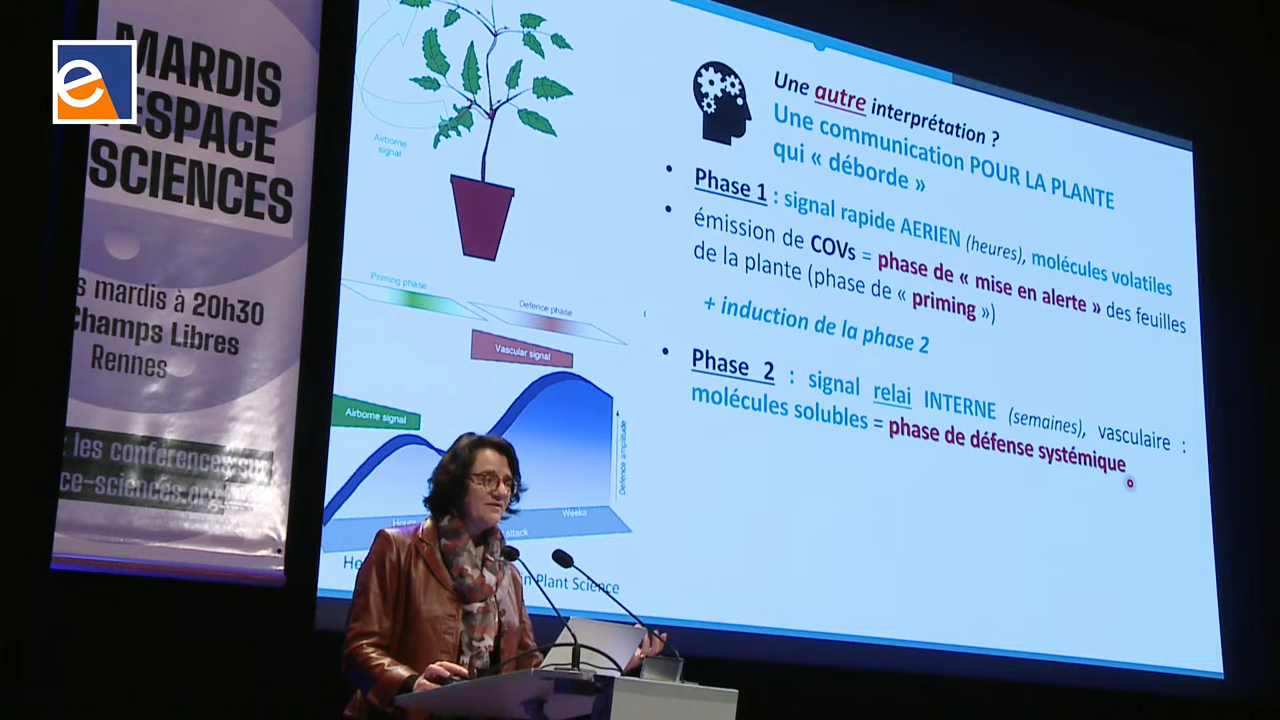 e
MARDIS
ESPACE
SCIENCES
s mardis à 20h30
Champs Libres
Rennes
les conférences su
ce-sciences.org
Airborne
signal
Priming phase
Defence phase
Vascular signal
Airborne signal
Defence amplitude
Hours
Weeks
attack
He
in Plant Science
Une autre interprétation ?
Une communication POUR LA PLANTE
qui « déborde »
• Phase 1 : signal rapide AERIEN (heures), molécules volatiles
• émission de COVs = phase de « mise en alerte » des feuilles
de la plante (phase de « priming »)
+ induction de la phase 2
• Phase 2 : signal relai INTERNE (semaines), vasculaire :
molécules solubles = phase de défense systémique